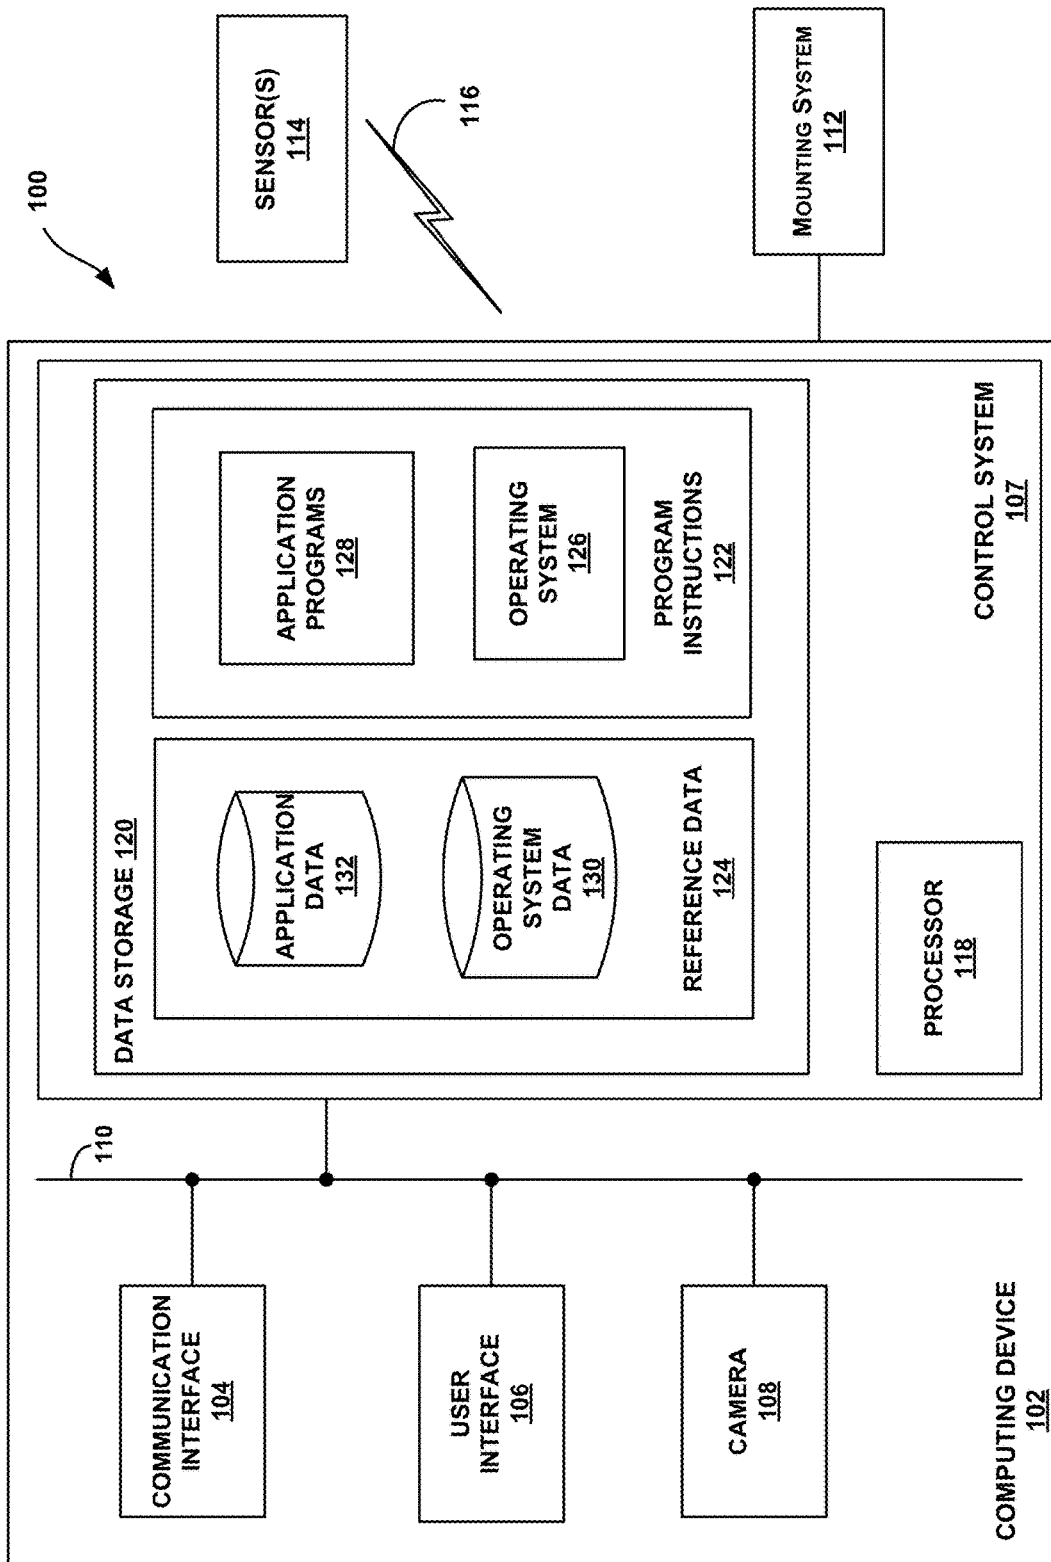 100
110
COMMUNICATION
INTERFACE
104
USER
INTERFACE
106
CAMERA
108
COMPUTING DEVICE
102
DATA STORAGE 120
APPLICATION
DATA
132
OPERATING
SYSTEM
DATA
130
REFERENCE DATA
124
APPLICATION
PROGRAMS
128
OPERATING
SYSTEM
126
PROGRAM
INSTRUCTIONS
122
PROCESSOR
118
CONTROL SYSTEM
107
SENSOR(S)
114
116
MOUNTING SYSTEM
112